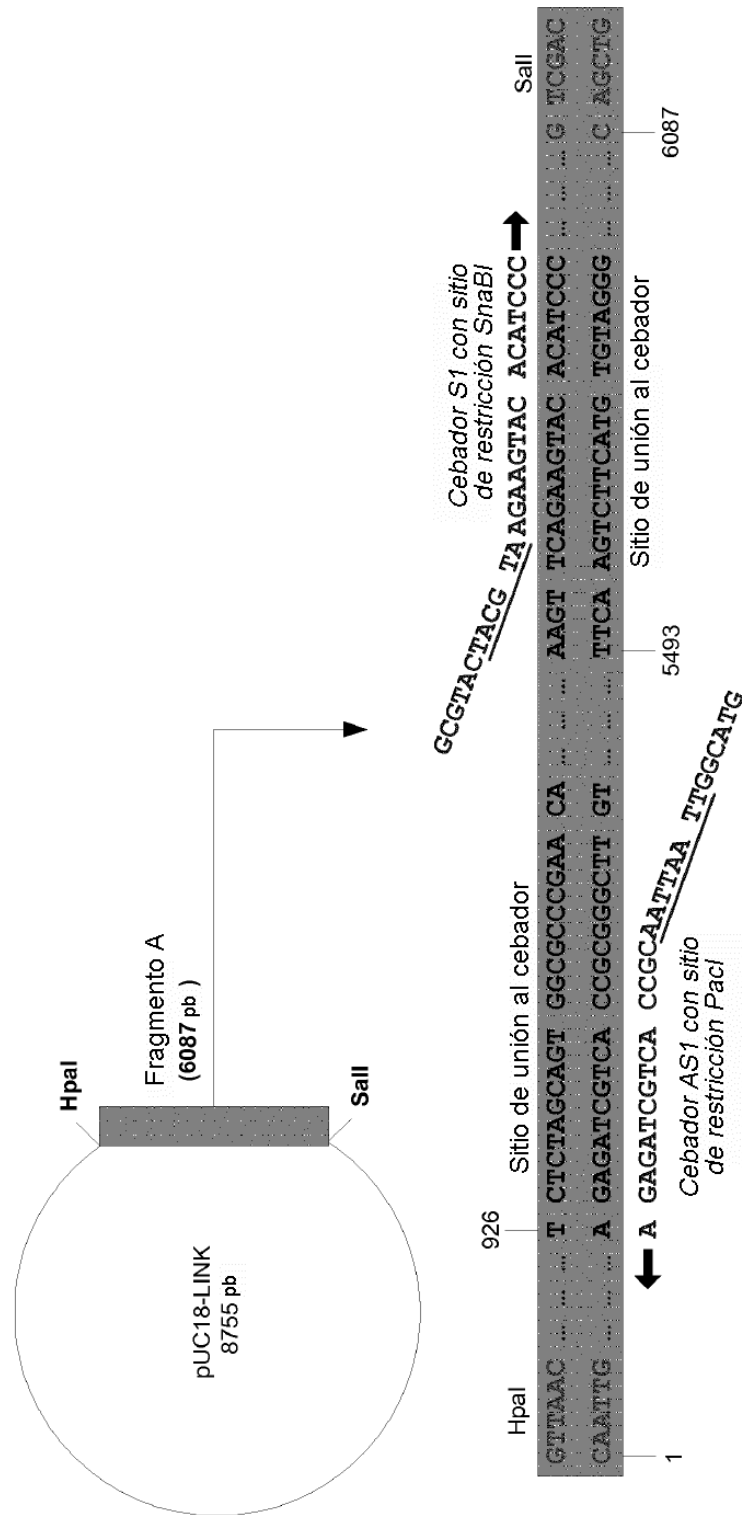 pUC18-LINK
8755 pb
HpaI
SalI
Fragmento A
(6087 pb )
GCGTACTACG TA AGAAGTAC ACATCCC
Cebador S1 con sitio
de restricción SnaBI
HpaI
926
Sitio de unión al cebador
SalI
GTTAAC ... ... ... T CTCTAGCAGT GGCGCCCGAA CA ... ... ... AAGT TCAGAAGTAC ACATCCC ... ... ... G TCGAC
CAATTG ... ... ... A GAGATCGTCA CCGCGGGCTT GT ... ... ... TTCA AGTCTTCATG TGTAGGG ... ... ... C AGCTG
1
5493
Sitio de unión al cebador
6087
A GAGATCGTCA CCGCAATTAA TTGGCATG
Cebador AS1 con sitio
de restricción PacI